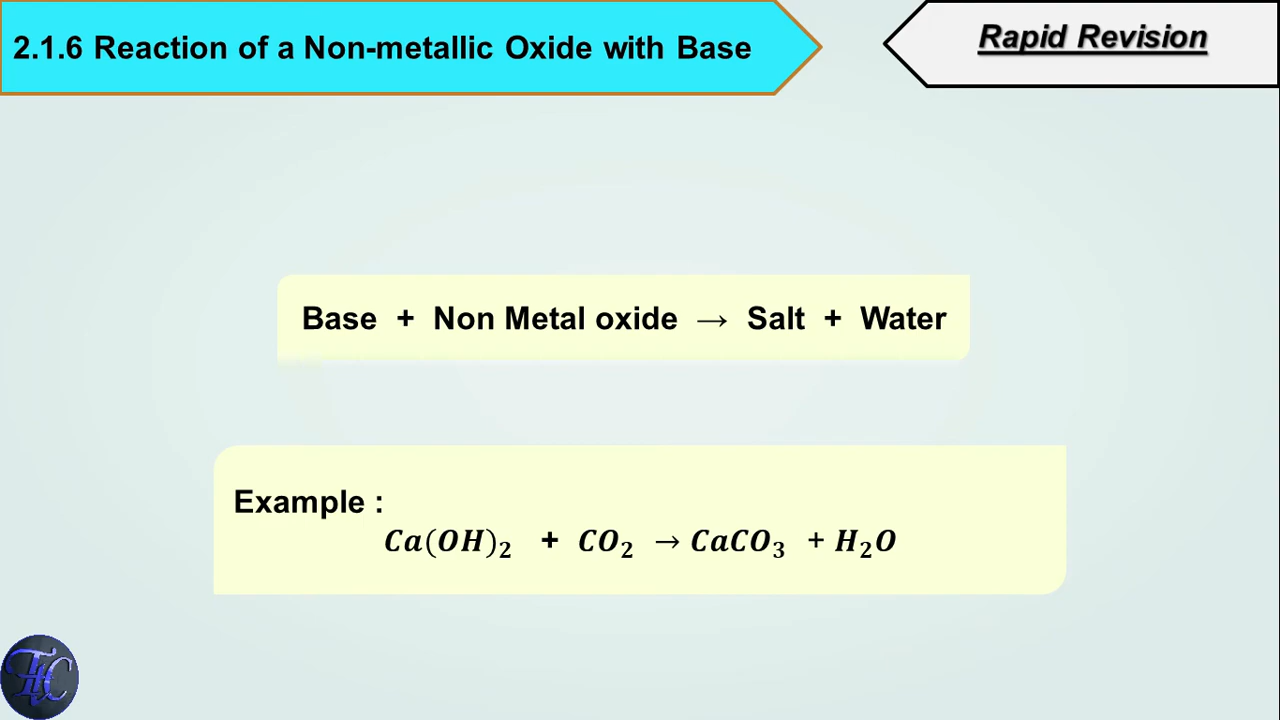 2.1.6 Reaction of a Non-metallic Oxide with Base
Rapid Revision
Base + Non Metal oxide → Salt + Water
Example :
Ca(OH)₂ + CO₂ → CaCO₃ + H₂O